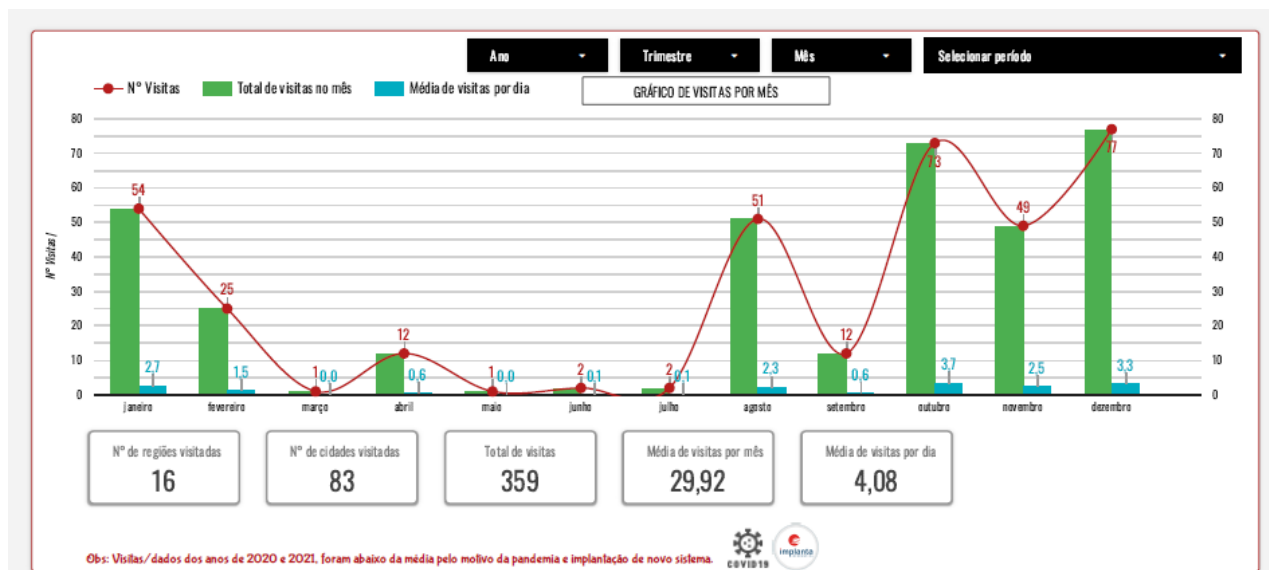 Ano
Trimestre
Mês
Selecionar período
N° Visitas
Total de visitas no mês
Média de visitas por dia
GRÁFICO DE VISITAS POR MÊS
80
80
70
70
60
60
50
50
40
40
30
30
20
20
10
10
0
0
N° Visitas /
54
25
1
12
1
2
2
51
12
73
49
77
2,7
1,5
0,0
0,6
0,0
0,1
0,1
2,3
0,6
3,7
2,5
3,3
janeiro
fevereiro
março
abril
maio
junho
julho
agosto
setembro
outubro
novembro
dezembro
N° de regiões visitadas
16
N° de cidades visitadas
83
Total de visitas
359
Média de visitas por mês
29,92
Média de visitas por dia
4,08
Obs: Visitas/dados dos anos de 2020 e 2021, foram abaixo da média pelo motivo da pandemia e implantação de novo sistema.
COVID19
implanta